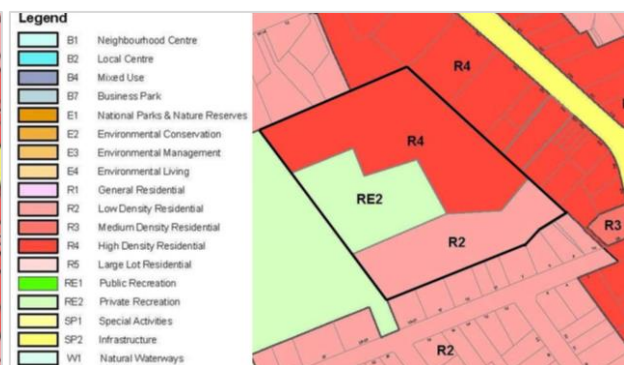 Legend
B1 Neighbourhood Centre
B2 Local Centre
B4 Mixed Use
B7 Business Park
E1 National Parks & Nature Reserves
E2 Environmental Conservation
E3 Environmental Management
E4 Environmental Living
R1 General Residential
R2 Low Density Residential
R3 Medium Density Residential
R4 High Density Residential
R5 Large Lot Residential
RE1 Public Recreation
RE2 Private Recreation
SP1 Special Activities
SP2 Infrastructure
W1 Natural Waterways
R4
R4
RE2
R3
R2
R2